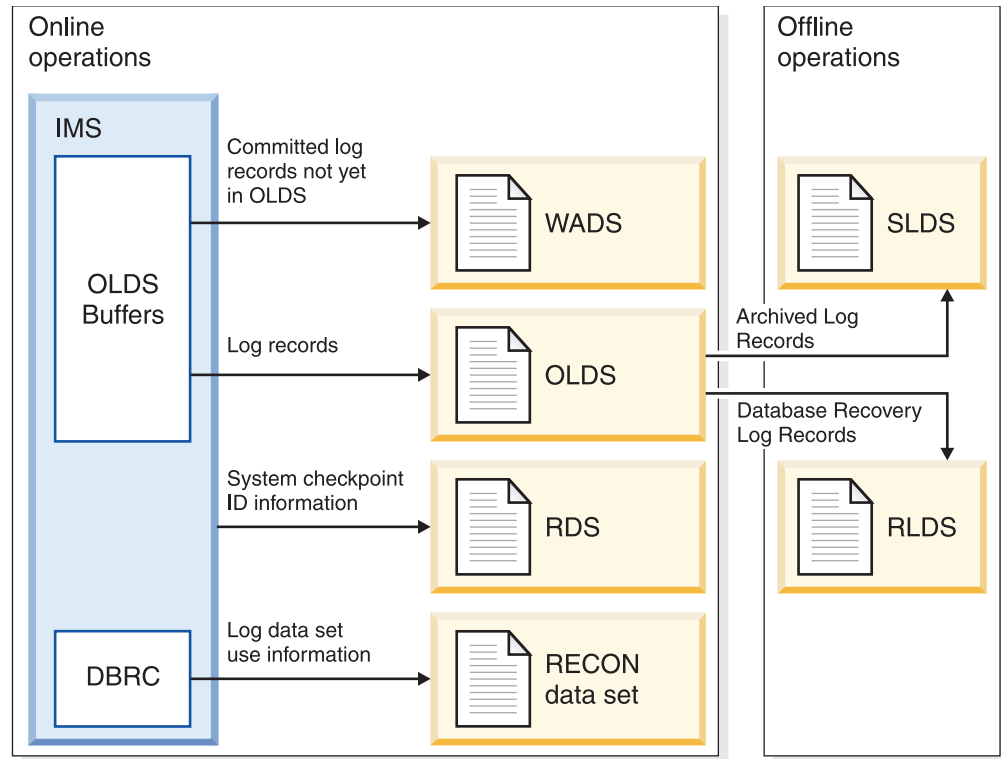 Online
operations
IMS
OLDS
Buffers
DBRC
Committed log
records not yet
in OLDS
Log records
System checkpoint
ID information
Log data set
use information
WADS
OLDS
RDS
RECON
data set
Archived Log
Records
Database Recovery
Log Records
Offline
operations
SLDS
RLDS